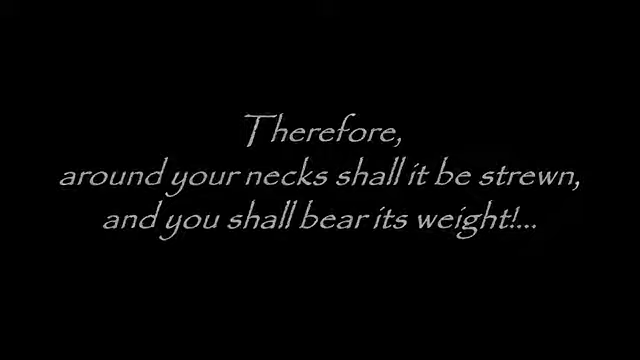 Therefore,
around your necks shall it be strewn,
and you shall bear its weight!...